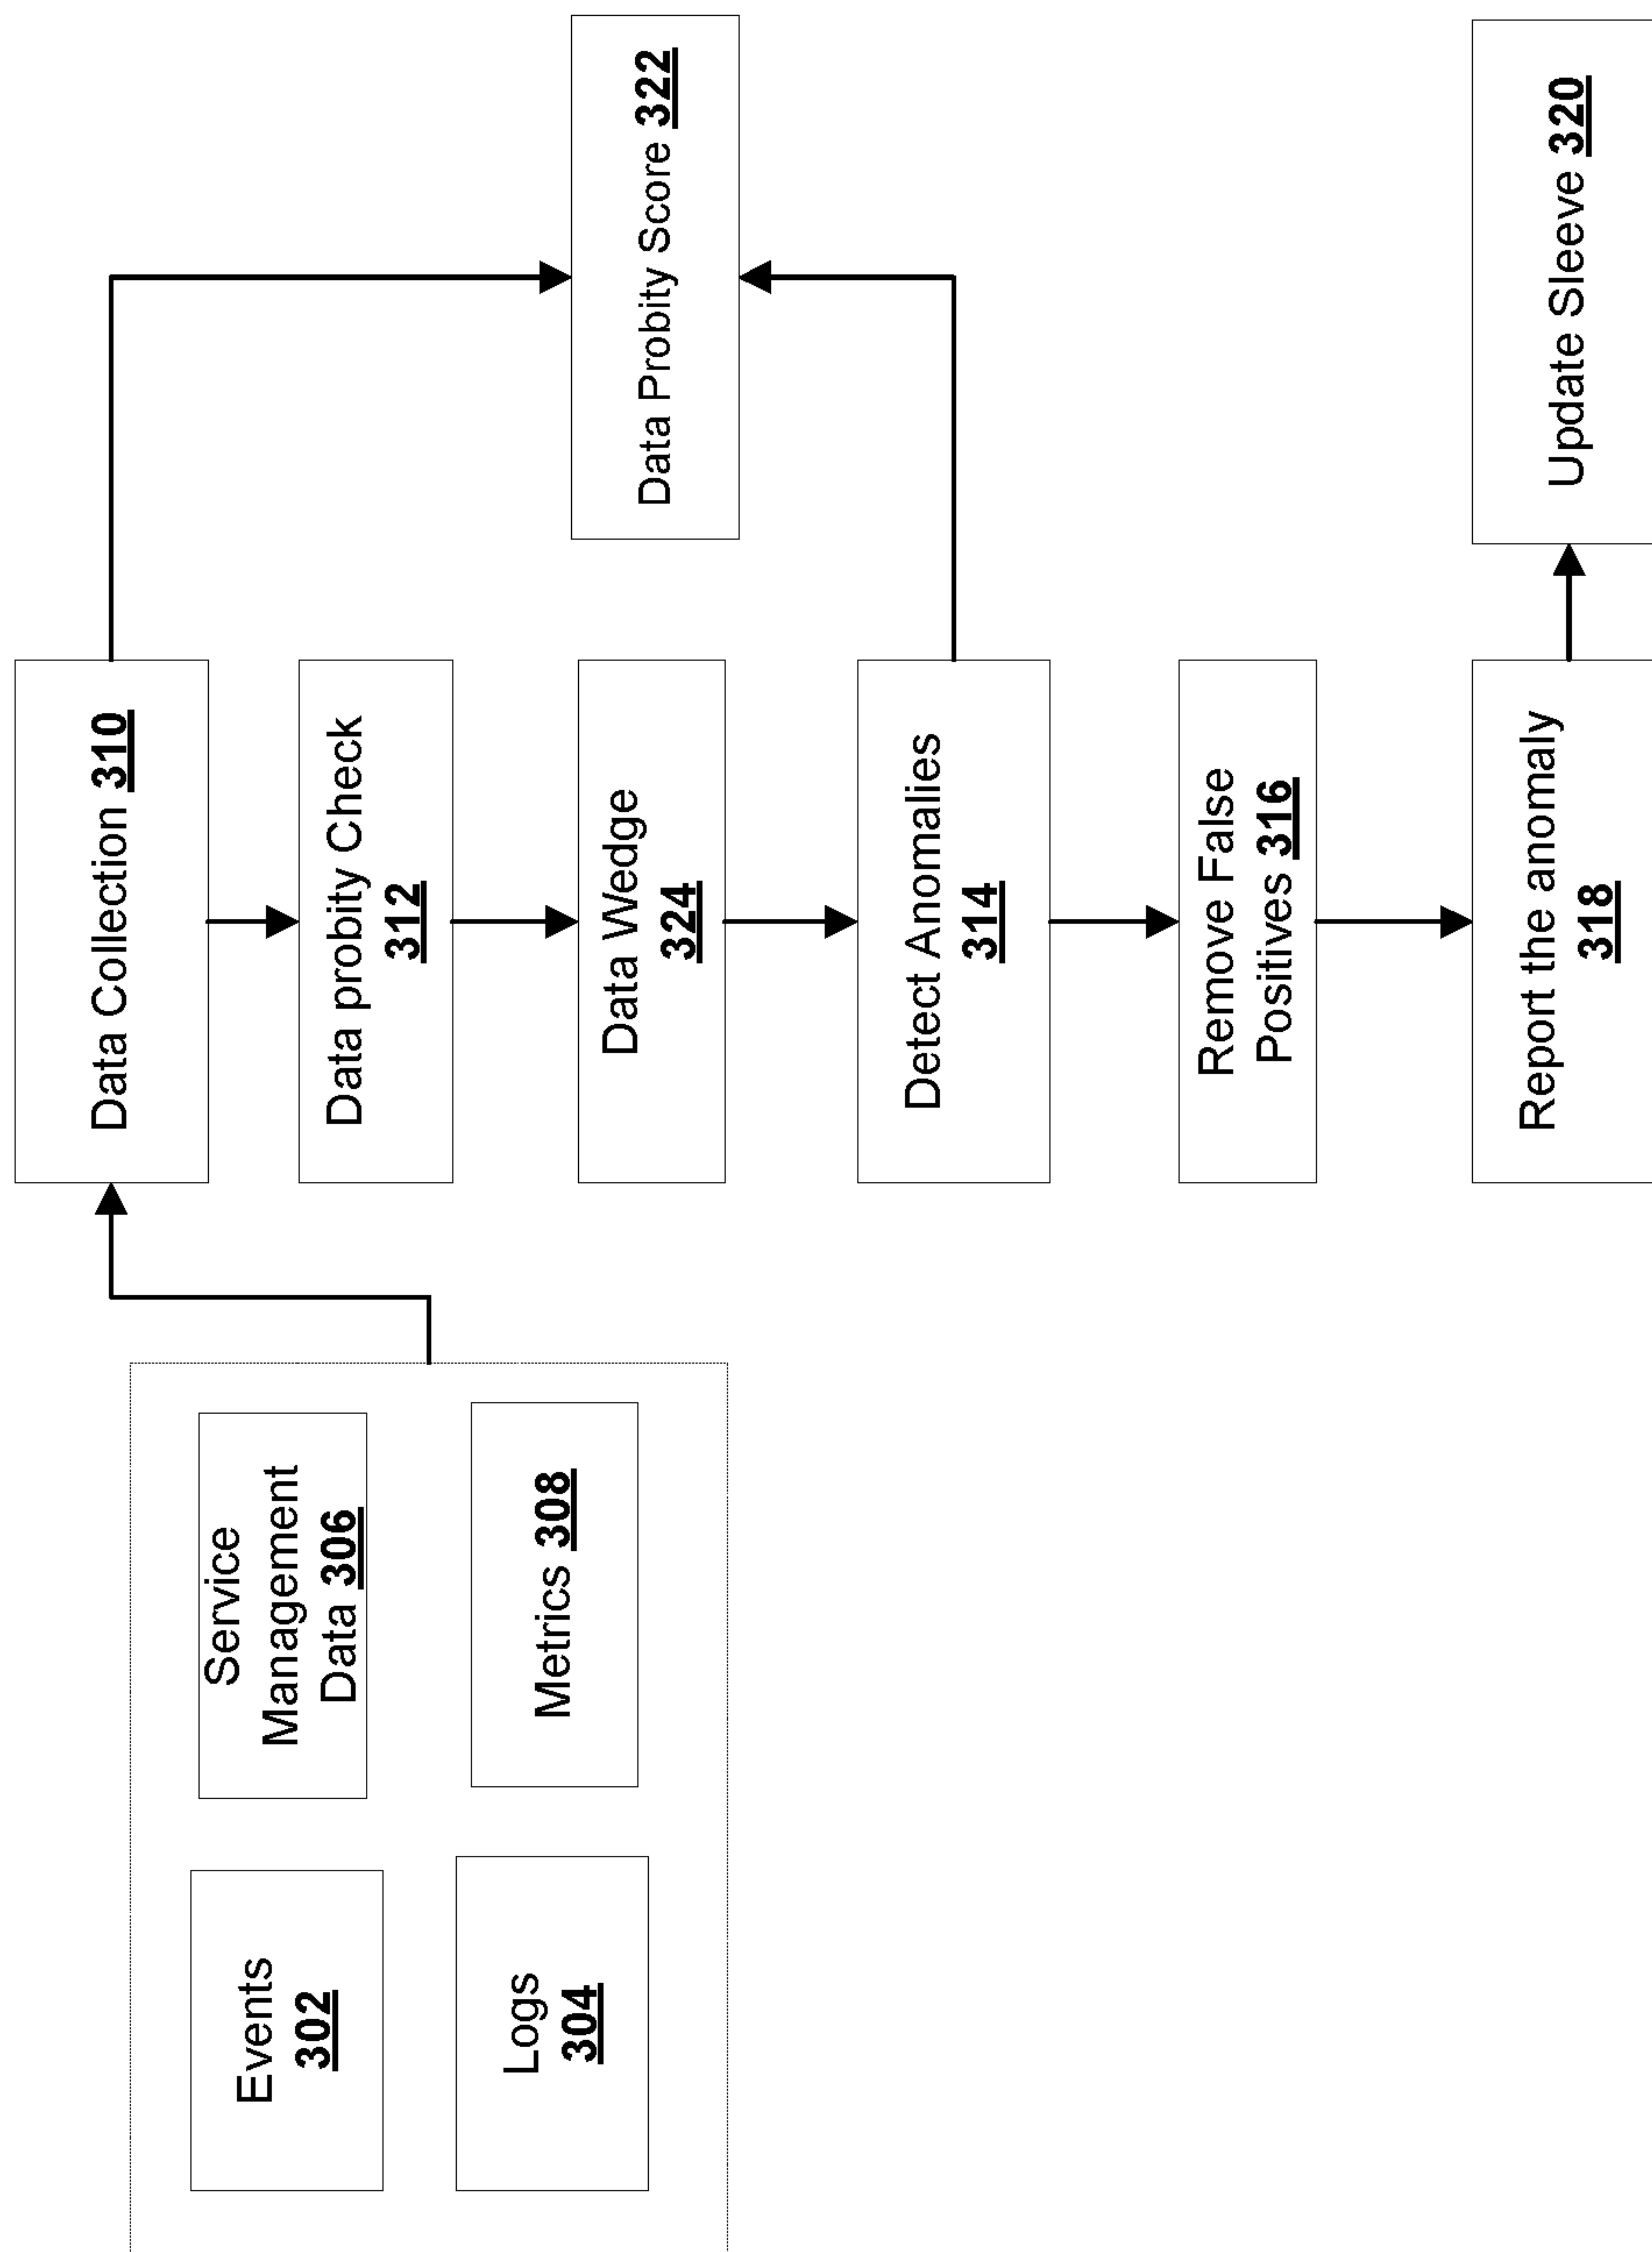 Events
302
Service
Management
Data 306
Logs
304
Metrics 308
Data Collection 310
Data probity Check
312
Data Wedge
324
Detect Anomalies
314
Remove False
Positives 316
Report the anomaly
318
Data Probity Score 322
Update Sleeve 320